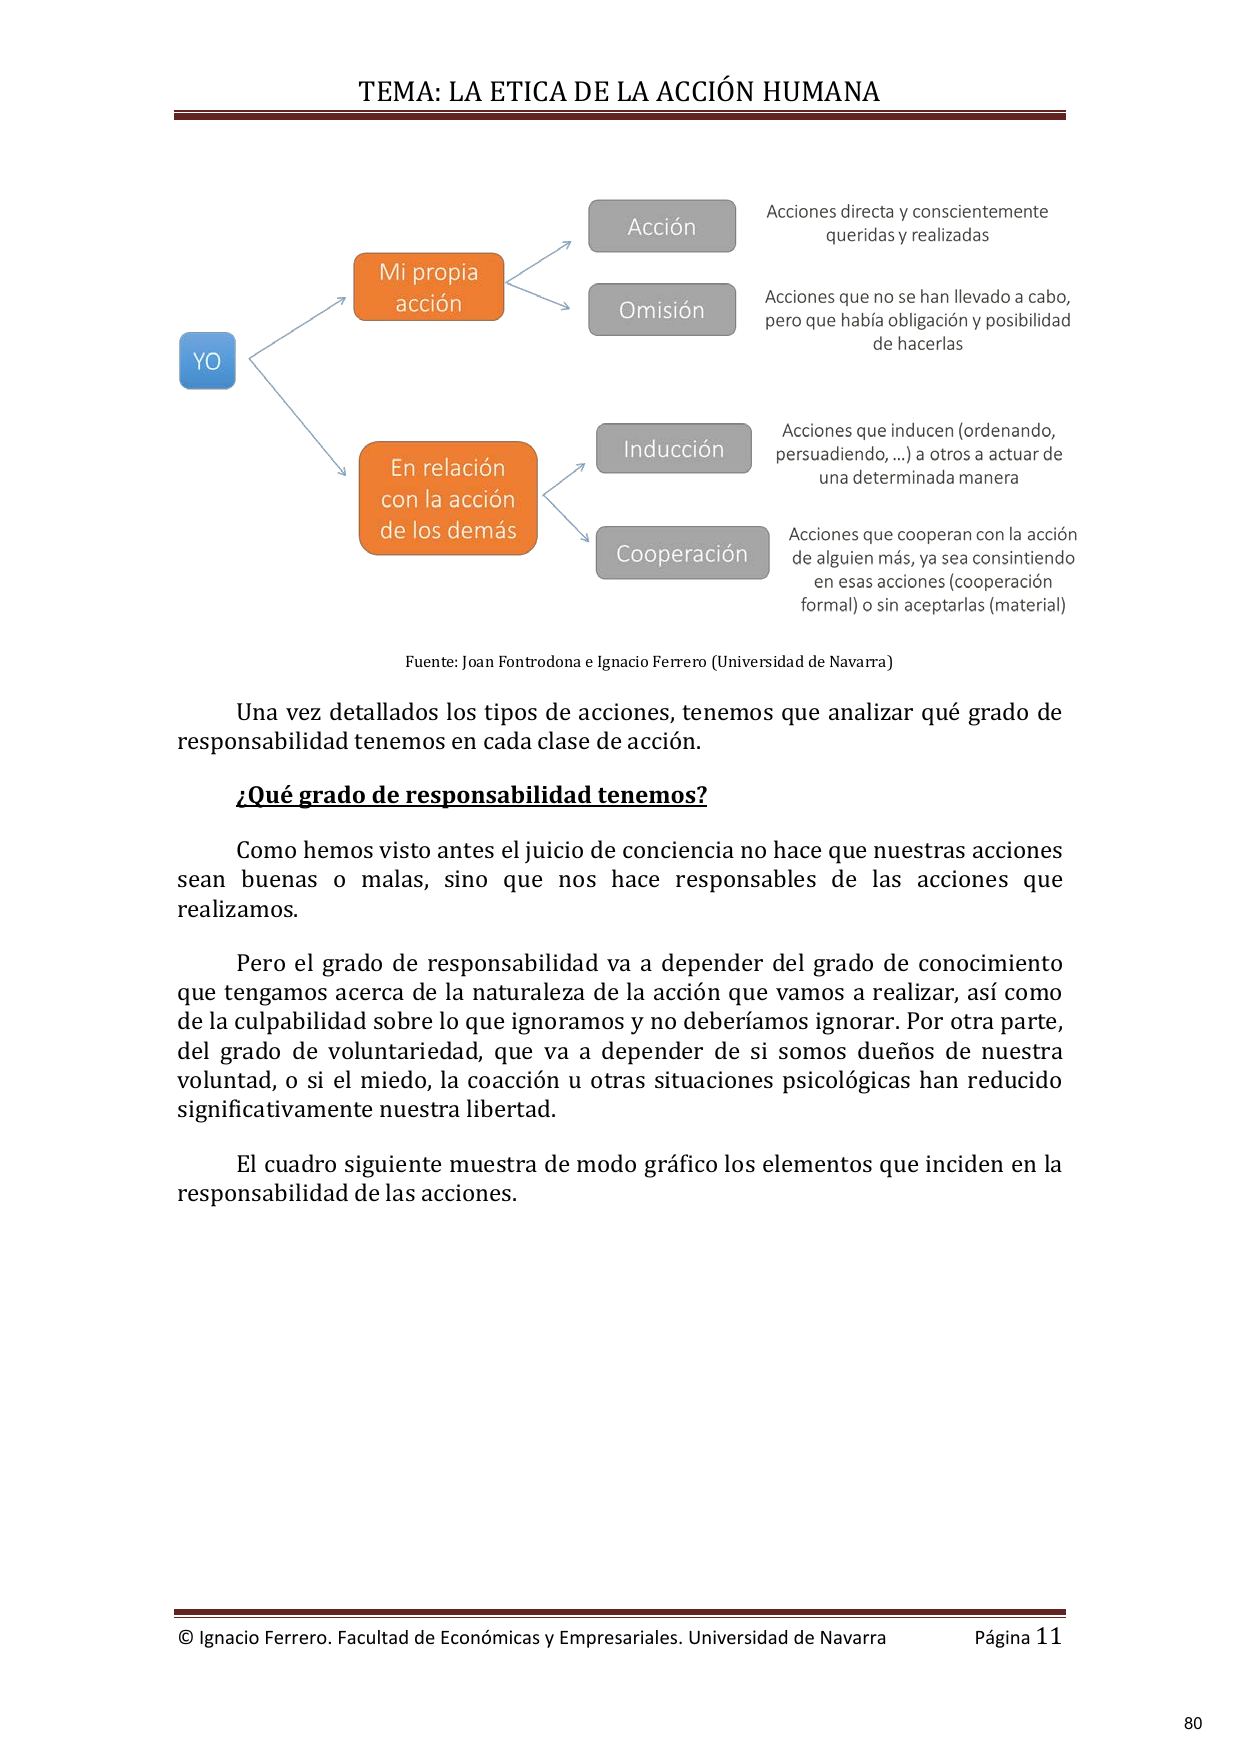 TEMA: LA ETICA DE LA ACCIÓN HUMANA
YO
Mi propia
acción
Acción
Acciones directa y conscientemente
queridas y realizadas
Omisión
Acciones que no se han llevado a cabo,
pero que había obligación y posibilidad
de hacerlas
En relación
con la acción
de los demás
Inducción
Acciones que inducen (ordenando,
persuadiendo, ...) a otros a actuar de
una determinada manera
Cooperación
Acciones que cooperan con la acción
de alguien más, ya sea consintiendo
en esas acciones (cooperación
formal) o sin aceptarlas (material)
Fuente: Joan Fontrodona e Ignacio Ferrero (Universidad de Navarra)
Una vez detallados los tipos de acciones, tenemos que analizar qué grado de
responsabilidad tenemos en cada clase de acción.
¿Qué grado de responsabilidad tenemos?
Como hemos visto antes el juicio de conciencia no hace que nuestras acciones
sean buenas o malas, sino que nos hace responsables de las acciones que
realizamos.
Pero el grado de responsabilidad va a depender del grado de conocimiento
que tengamos acerca de la naturaleza de la acción que vamos a realizar, así como
de la culpabilidad sobre lo que ignoramos y no deberíamos ignorar. Por otra parte,
del grado de voluntariedad, que va a depender de si somos dueños de nuestra
voluntad, o si el miedo, la coacción u otras situaciones psicológicas han reducido
significativamente nuestra libertad.
El cuadro siguiente muestra de modo gráfico los elementos que inciden en la
responsabilidad de las acciones.
© Ignacio Ferrero. Facultad de Económicas y Empresariales. Universidad de Navarra Página 11
80